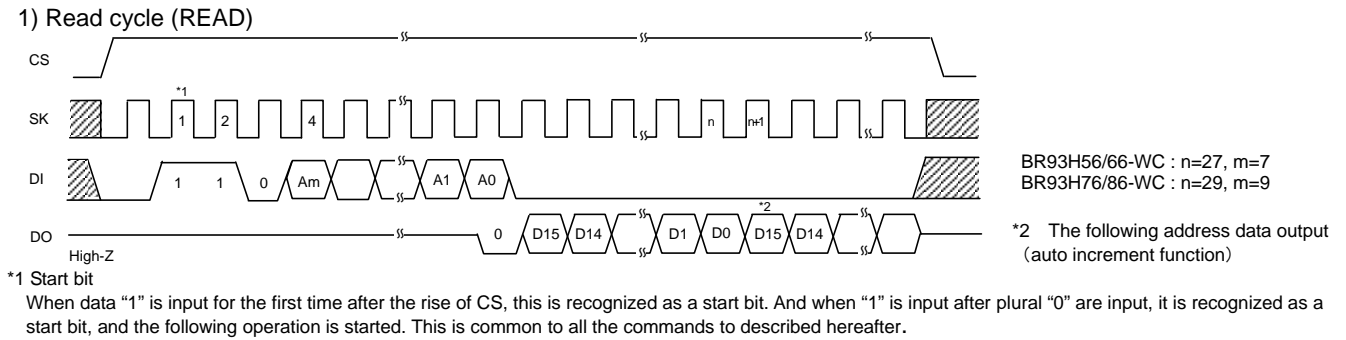 1) Read cycle (READ)
CS
*1
SK 1 2 4 n n+1
DI 1 1 0 Am A1 A0
BR93H56/66-WC : n=27, m=7
BR93H76/86-WC : n=29, m=9
*2
DO 0 D15 D14 D1 D0 D15 D14
High-Z
*2 The following address data output
（auto increment function）
*1 Start bit
When data “1” is input for the first time after the rise of CS, this is recognized as a start bit. And when “1” is input after plural “0” are input, it is recognized as a
start bit, and the following operation is started. This is common to all the commands to described hereafter.